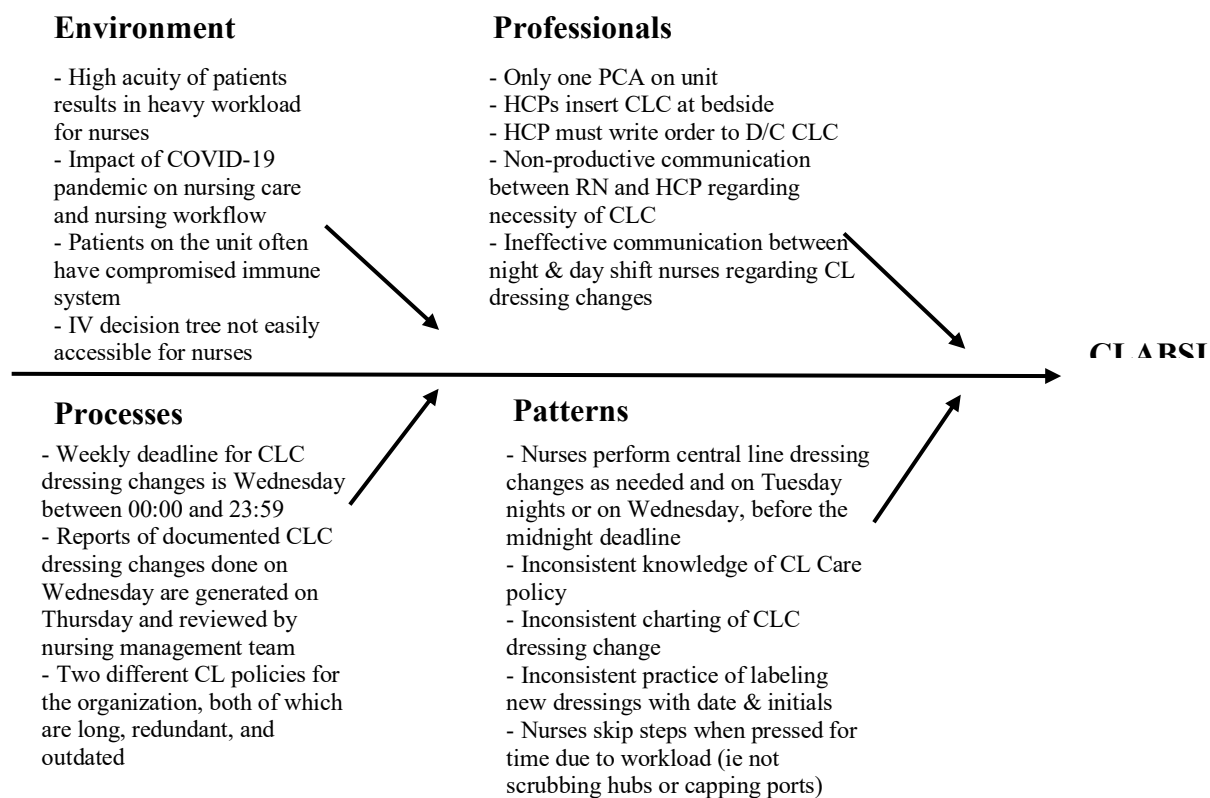 Environment
- High acuity of patients
results in heavy workload
for nurses
- Impact of COVID-19
pandemic on nursing care
and nursing workflow
- Patients on the unit often
have compromised immune
system
- IV decision tree not easily
accessible for nurses
Professionals
- Only one PCA on unit
- HCPs insert CLC at bedside
- HCP must write order to D/C CLC
- Non-productive communication
between RN and HCP regarding
necessity of CLC
- Ineffective communication between
night & day shift nurses regarding CL
dressing changes
CLABSI
Processes
- Weekly deadline for CLC
dressing changes is Wednesday
between 00:00 and 23:59
- Reports of documented CLC
dressing changes done on
Wednesday are generated on
Thursday and reviewed by
nursing management team
- Two different CL policies for
the organization, both of which
are long, redundant, and
outdated
Patterns
- Nurses perform central line dressing
changes as needed and on Tuesday
nights or on Wednesday, before the
midnight deadline
- Inconsistent knowledge of CL Care
policy
- Inconsistent charting of CLC
dressing change
- Inconsistent practice of labeling
new dressings with date & initials
- Nurses skip steps when pressed for
time due to workload (ie not
scrubbing hubs or capping ports)